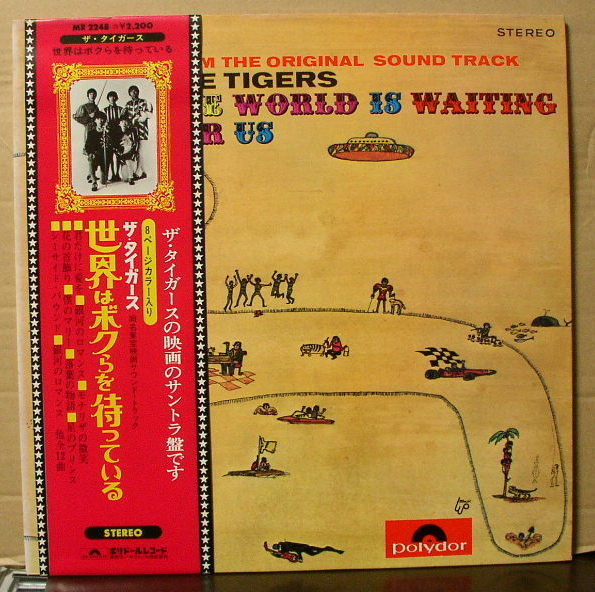 MR 2248 ¥2,200
ザ・タイガース
世界はボクらを待っている
ザ・タイガースの映画のサントラ盤です
8ページカラー入り
ザ・タイガース
世界はボクらを待っている
STEREO
ポリドールレコード
STEREO
M THE ORIGINAL SOUND TRACK
E TIGERS
E WORLD IS WAITING
R US
polydor